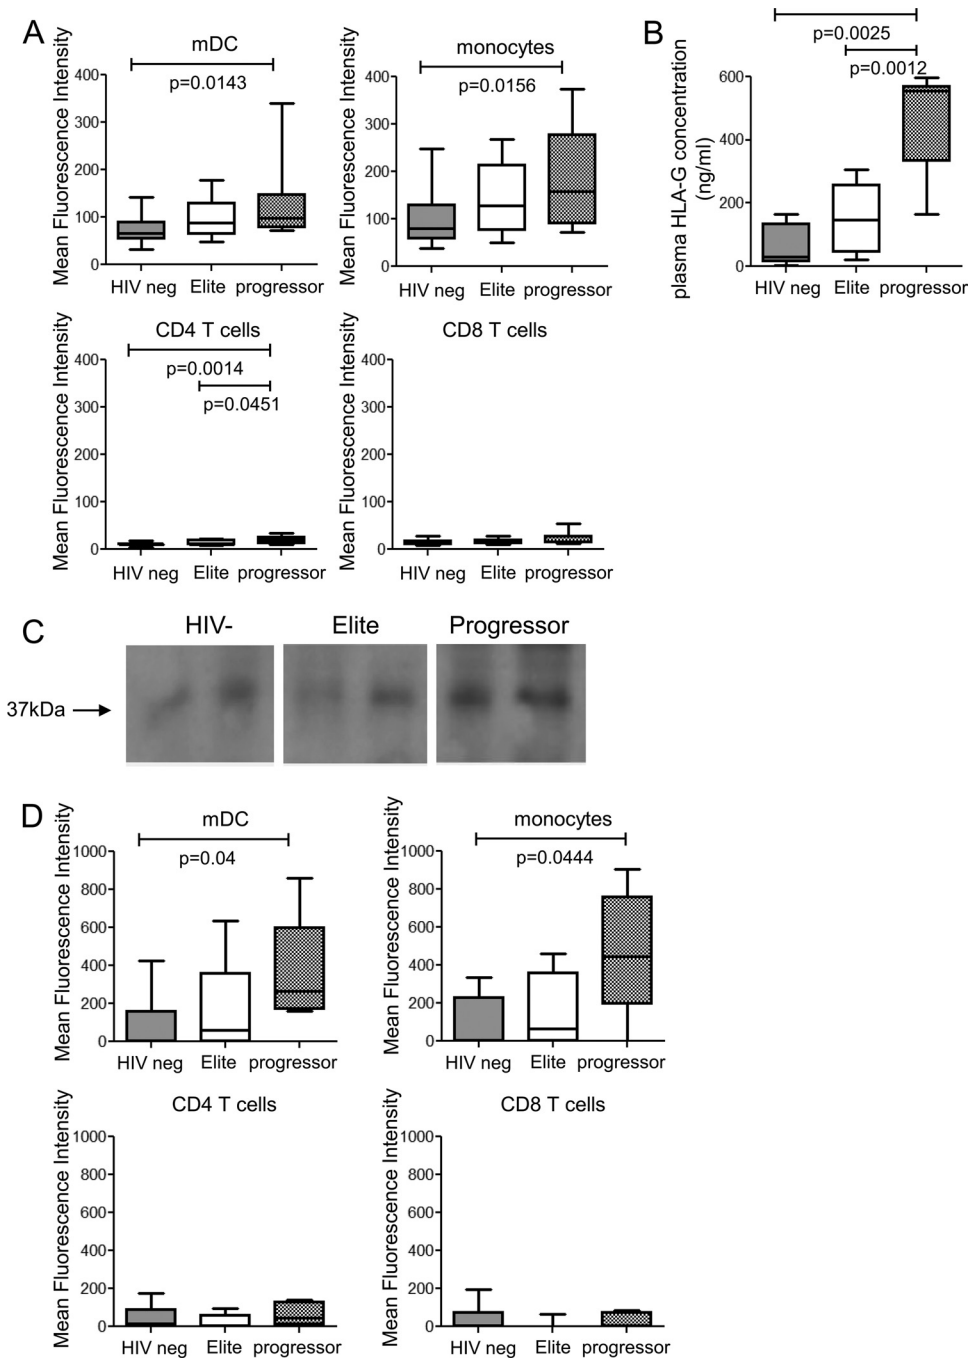 A
mDC
p=0.0143
Mean Fluorescence Intensity
400
300
200
100
0
HIV neg
Elite
progressor
monocytes
p=0.0156
Mean Fluorescence Intensity
400
300
200
100
0
HIV neg
Elite
progressor
B
p=0.0025
p=0.0012
plasma HLA-G concentration
(ng/ml)
600
400
200
0
HIV neg
Elite
progressor
CD4 T cells
p=0.0014
p=0.0451
Mean Fluorescence Intensity
400
300
200
100
0
HIV neg
Elite
progressor
CD8 T cells
Mean Fluorescence Intensity
400
300
200
100
0
HIV neg
Elite
progressor
C
HIV-
Elite
Progressor
37kDa
D
mDC
p=0.04
Mean Fluorescence Intensity
1000
800
600
400
200
0
HIV neg
Elite
progressor
monocytes
p=0.0444
Mean Fluorescence Intensity
1000
800
600
400
200
0
HIV neg
Elite
progressor
CD4 T cells
Mean Fluorescence Intensity
1000
800
600
400
200
0
HIV neg
Elite
progressor
CD8 T cells
Mean Fluorescence Intensity
1000
800
600
400
200
0
HIV neg
Elite
progressor